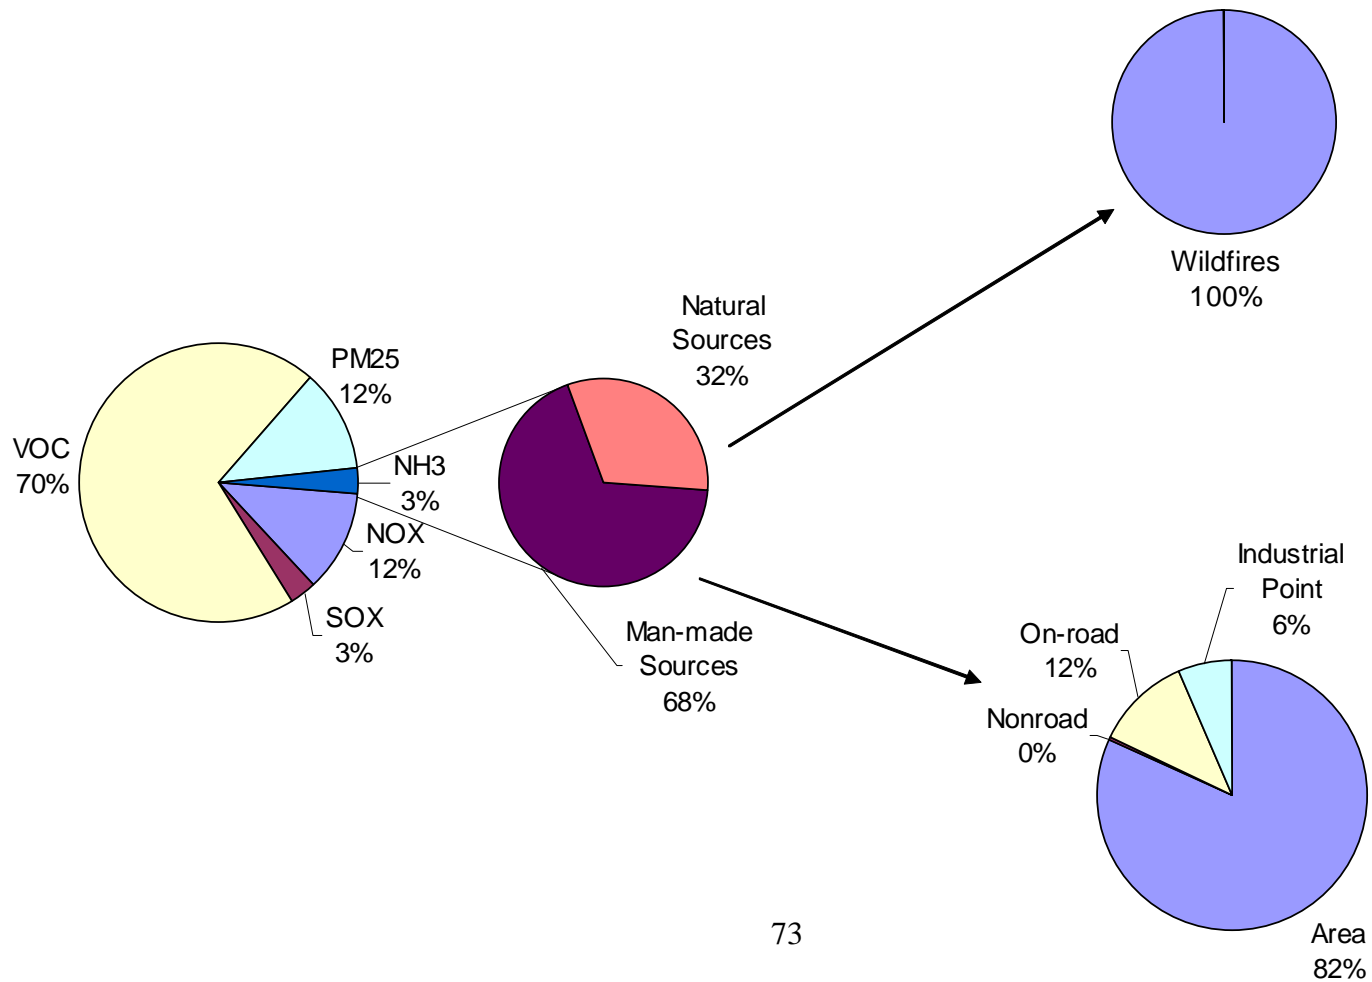 Wildfires
100%
Natural
Sources
32%
PM25
12%
VOC
70%
NH3
3%
NOX
12%
SOX
3%
Man-made
Sources
68%
Industrial
Point
6%
On-road
12%
Nonroad
0%
Area
82%
73